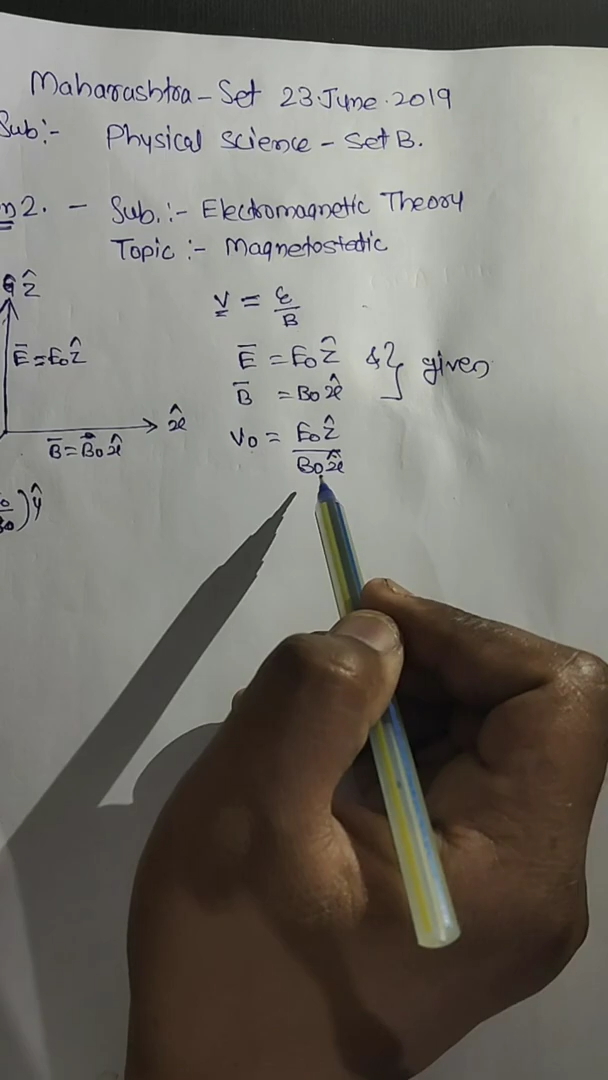 Maharashtra - Set 23 June. 2019
Sub:- Physical Science - Set B.
2. - Sub. :- Electromagnetic Theory
Topic :- Magnetostatic
ẑ
V = ε/B
E̅ = E₀ẑ
E̅ = E₀ẑ & } given
B̅ = B₀x̂
x̂
B̅ = B₀x̂
V₀ = E₀ẑ/B₀x̂
)ŷ